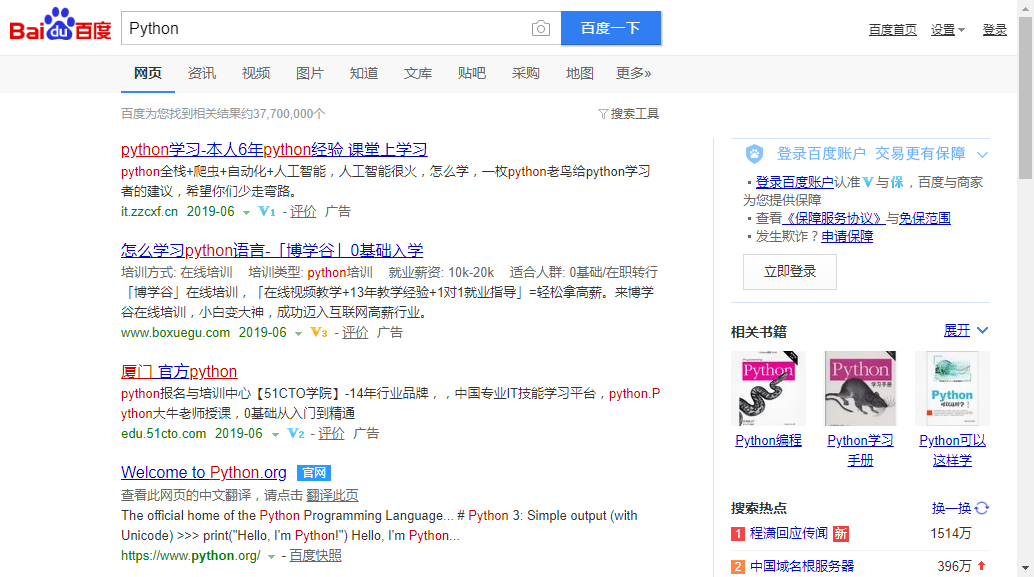 Bai du 百度 Python 百度一下 百度首页 设置 登录
网页 资讯 视频 图片 知道 文库 贴吧 采购 地图 更多»
百度为您找到相关结果约37,700,000个 搜索工具
python学习-本人6年python经验 课堂上学习
python全栈+爬虫+自动化+人工智能，人工智能很火，怎么学，一枚python老鸟给python学习
者的建议，希望你们少走弯路。
it.zzcxf.cn 2019-06 V1 - 评价 广告
怎么学习python语言-「博学谷」0基础入学
培训方式: 在线培训 培训类型: python培训 就业薪资: 10k-20k 适合人群: 0基础/在职转行
「博学谷」在线培训，「在线视频教学+13年教学经验+1对1就业指导」=轻松拿高薪。来博学
谷在线培训，小白变大神，成功迈入互联网高薪行业。
www.boxuegu.com 2019-06 V3 - 评价 广告
厦门 官方python
python报名与培训中心【51CTO学院】-14年行业品牌，，中国专业IT技能学习平台，python.P
ython大牛老师授课，0基础从入门到精通
edu.51cto.com 2019-06 V2 - 评价 广告
Welcome to Python.org 官网
查看此网页的中文翻译，请点击 翻译此页
The official home of the Python Programming Language... # Python 3: Simple output (with
Unicode) >>> print("Hello, I'm Python!") Hello, I'm Python...
https://www.python.org/ - 百度快照
登录百度账户 交易更有保障
·登录百度账户认准V与保，百度与商家
为您提供保障
·查看《保障服务协议》与免保范围
·发生欺诈？申请保障
立即登录
相关书籍 展开
Python Python 学习手册 Python 可以这样学
Python编程 Python学习 Python可以
手册 这样学
搜索热点 换一换
1 程潇回应传闻 新 1514万
2 中国域名根服务器 396万